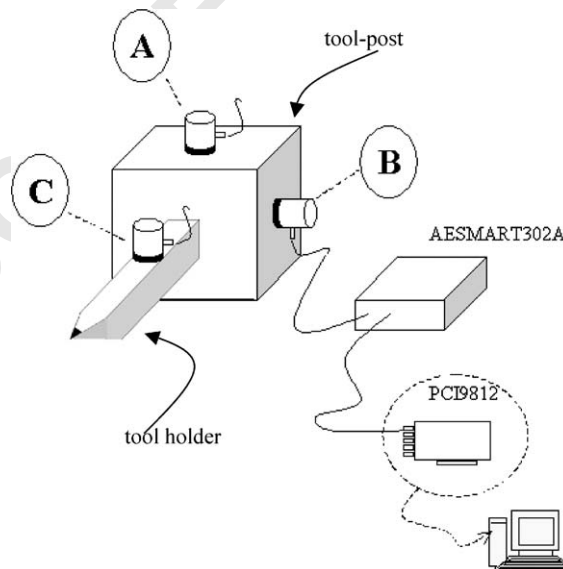 A
tool-post
B
C
AESMART302A
PCI9812
tool holder